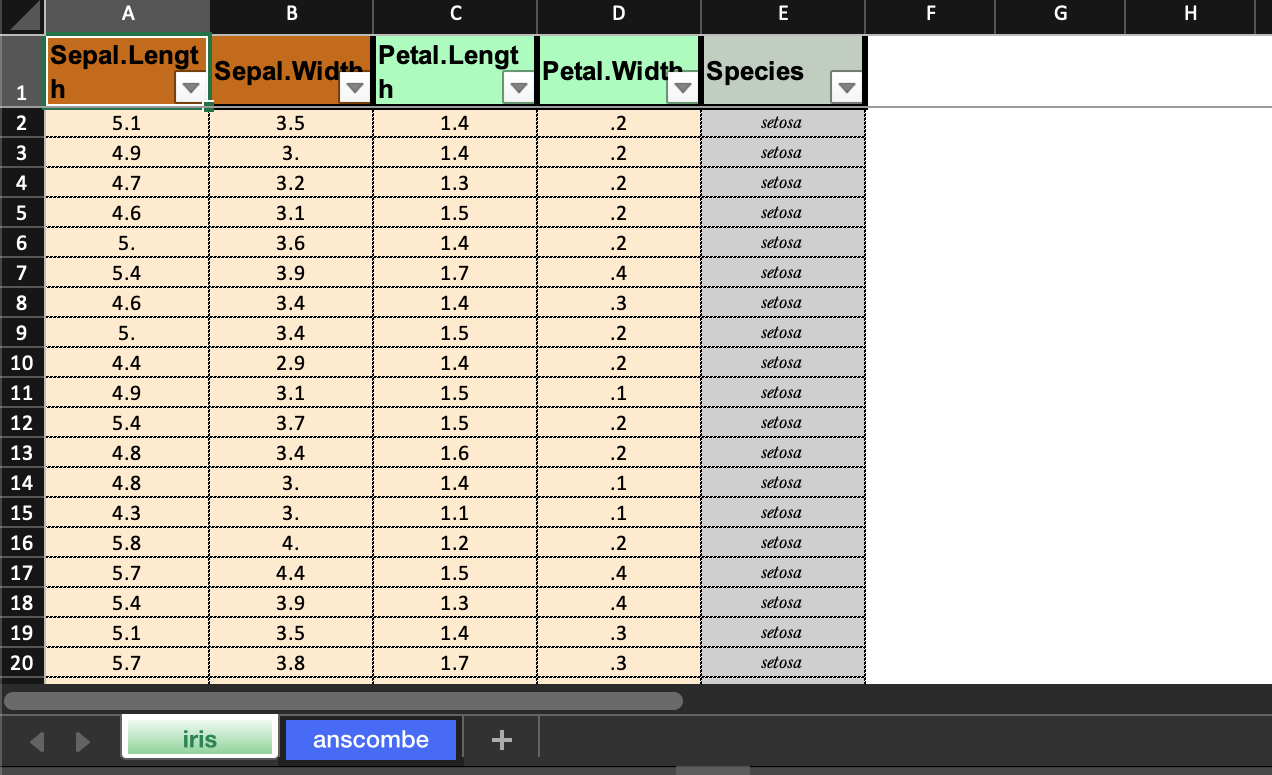 A B C D E F G H
1 Sepal.Length Sepal.Width Petal.Length Petal.Width Species
2 5.1 3.5 1.4 .2 setosa
3 4.9 3. 1.4 .2 setosa
4 4.7 3.2 1.3 .2 setosa
5 4.6 3.1 1.5 .2 setosa
6 5. 3.6 1.4 .2 setosa
7 5.4 3.9 1.7 .4 setosa
8 4.6 3.4 1.4 .3 setosa
9 5. 3.4 1.5 .2 setosa
10 4.4 2.9 1.4 .2 setosa
11 4.9 3.1 1.5 .1 setosa
12 5.4 3.7 1.5 .2 setosa
13 4.8 3.4 1.6 .2 setosa
14 4.8 3. 1.4 .1 setosa
15 4.3 3. 1.1 .1 setosa
16 5.8 4. 1.2 .2 setosa
17 5.7 4.4 1.5 .4 setosa
18 5.4 3.9 1.3 .4 setosa
19 5.1 3.5 1.4 .3 setosa
20 5.7 3.8 1.7 .3 setosa
iris anscombe +